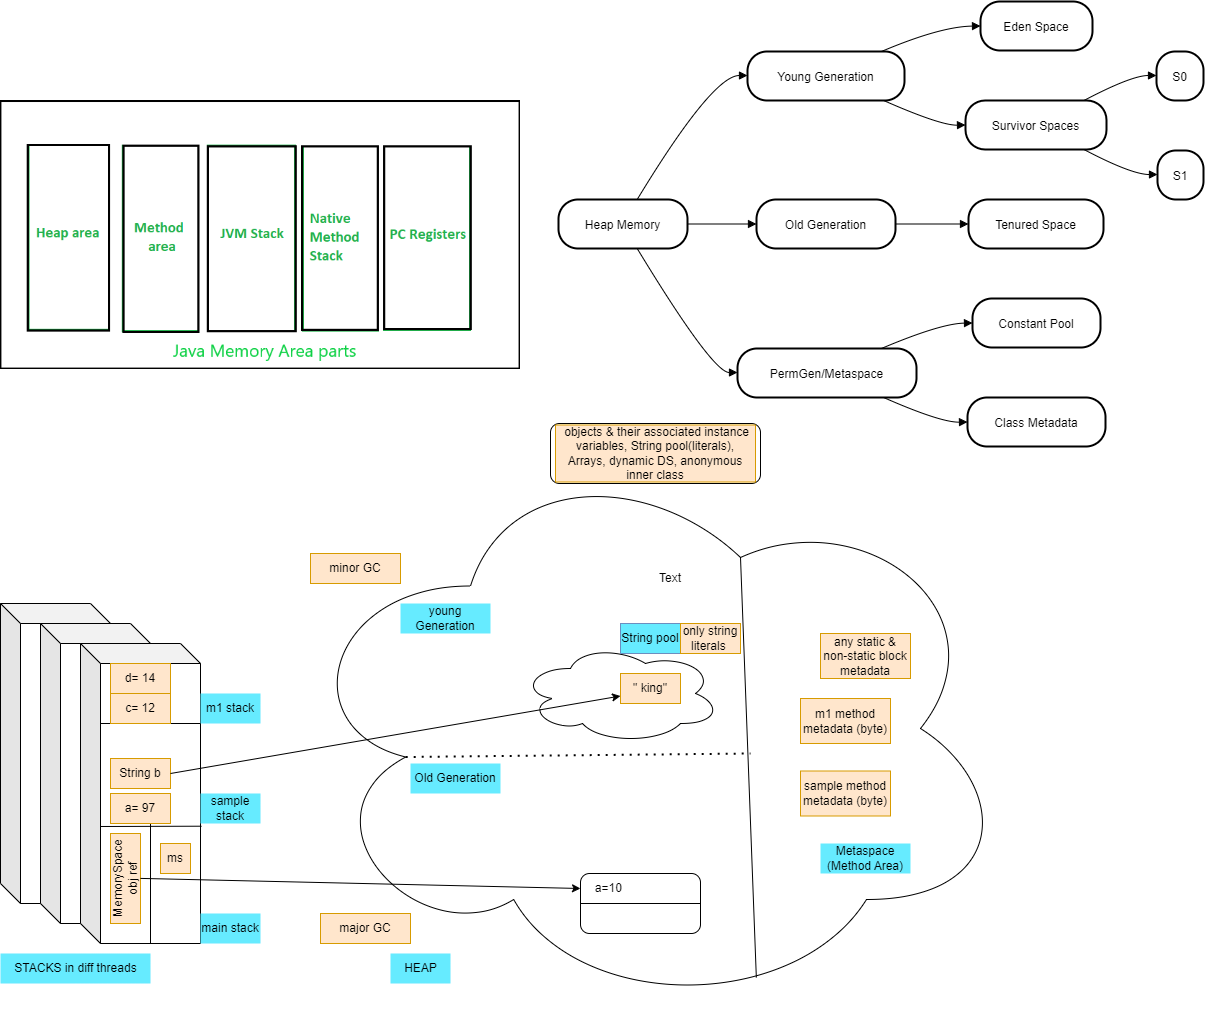 Eden Space
Young Generation
S0
Survivor Spaces
S1
Heap Memory
Old Generation
Tenured Space
Constant Pool
PermGen/Metaspace
Class Metadata
Heap area
Method
area
JVM Stack
Native
Method
Stack
PC Registers
Java Memory Area parts
objects & their associated instance
variables, String pool(literals),
Arrays, dynamic DS, anonymous
inner class
minor GC
Text
young
Generation
String pool
only string
literals
" king"
any static &
non-static block
metadata
m1 method
metadata (byte)
sample method
metadata (byte)
Metaspace
(Method Area)
d= 14
c= 12
m1 stack
String b
a= 97
sample
stack
Old Generation
MemorySpace
obj ref
ms
a=10
main stack
major GC
STACKS in diff threads
HEAP